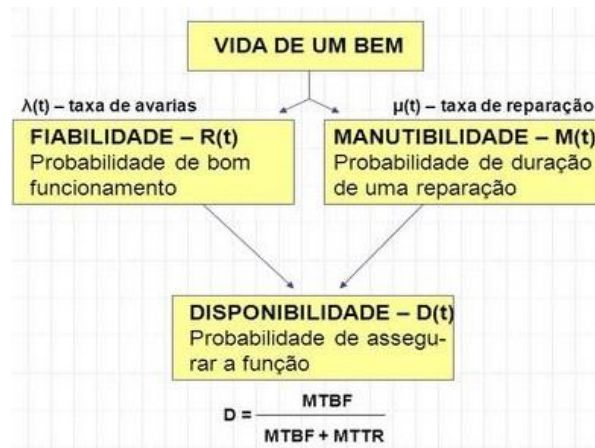 VIDA DE UM BEM
λ(t) – taxa de avarias
μ(t) – taxa de reparação
FIABILIDADE – R(t)
Probabilidade de bom
funcionamento
MANUTIBILIDADE – M(t)
Probabilidade de duração
de uma reparação
DISPONIBILIDADE – D(t)
Probabilidade de assegu-
rar a função
D = MTBF
MTBF + MTTR